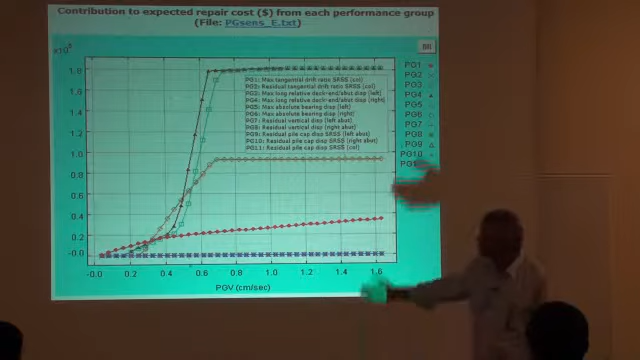 Contribution to expected repair cost ($) from each performance group
(File: PGsens_E.txt)
BR
x10⁵
PG1: Max tangential drift ratio SRSS (col)
PG2: Residual tangential drift ratio SRSS (col)
PG3: Max long relative deck-end/abut disp (left)
PG4: Max long relative deck-end/abut disp (right)
PG5: Max absolute bearing disp (left)
PG6: Max absolute bearing disp (right)
PG7: Residual vertical disp (left abut)
PG8: Residual vertical disp (right abut)
PG9: Residual pile cap disp SRSS (left abut)
PG10: Residual pile cap disp SRSS (right abut)
PG11: Residual pile cap disp SRSS (col)
PG1
PG2
PG3
PG4
PG5
PG6
PG7
PG8
PG9
PG10
1.8
1.6
1.4
1.2
1.0
0.8
0.6
0.4
0.2
-0.0
-0.0 0.2 0.4 0.6 0.8 1.0 1.2 1.4 1.6
PGV (cm/sec)